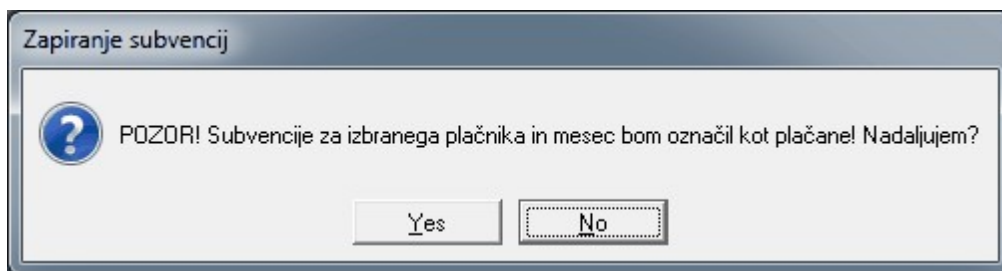 Zapiranje subvencij
POZOR! Subvencije za izbranega plačnika in mesec bom označil kot plačane! Nadaljujem?
Yes
No